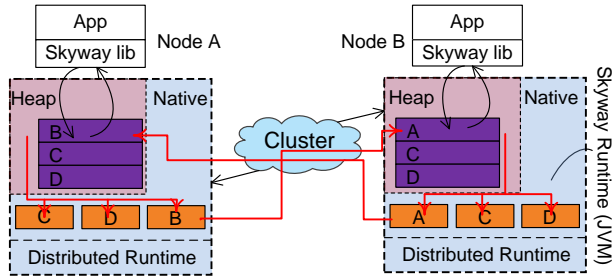 App
Skyway lib
Node A
Heap
Native
B
C
D
C
D
B
Distributed Runtime
Cluster
App
Skyway lib
Node B
Heap
Native
A
C
D
A
C
D
Distributed Runtime
Skyway Runtime (JVM)